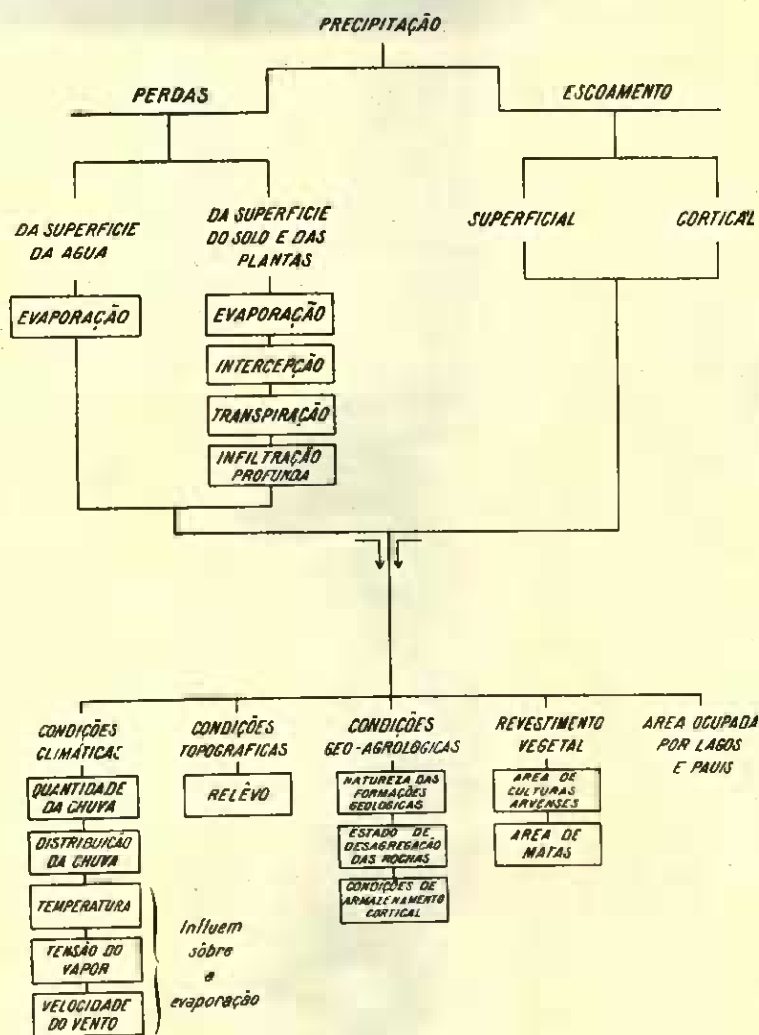 PRECIPITAÇÃO
PERDAS
ESCOAMENTO
DA SUPERFICIE
DA AGUA
DA SUPERFICIE
DO SOLO E DAS
PLANTAS
SUPERFICIAL
CORTICAL
EVAPORAÇÃO
EVAPORAÇÃO
INTERCEPÇÃO
TRANSPIRAÇÃO
INFILTRAÇÃO
PROFUNDA
CONDIÇÕES
CLIMÁTICAS
QUANTIDADE
DA CHUVA
DISTRIBUIÇÃO
DA CHUVA
TEMPERATURA
TENSÃO DO
VAPOR
VELOCIDADE
DO VENTO
Influem
sôbre
a
evaporação
CONDIÇÕES
TOPOGRAFICAS
RELÊVO
CONDIÇÕES
GEO-AGROLOGICAS
NATUREZA DAS
FORMAÇÕES
GEOLOGICAS
ESTADO DE
DESAGREGAÇÃO
DAS ROCHAS
CONDIÇÕES DE
ARMALENAMENTO
CORTICAL
REVESTIMENTO
VEGETAL
AREA DE
CULTURAS
ARVENSES
AREA DE
MATAS
AREA OCUPADA
POR LAGOS
E PAUIS